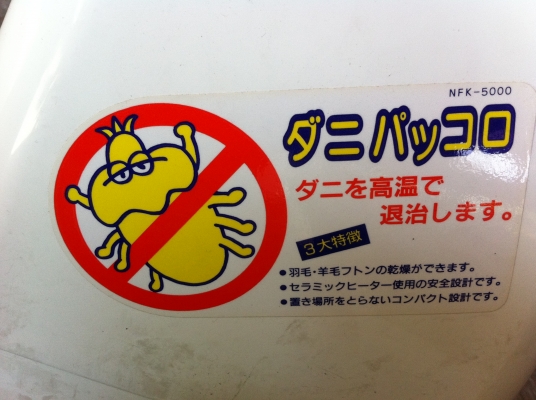 NFK-5000
ダニパッコロ
ダニを高温で
退治します。
3大特徴
●羽毛・羊毛フトンの乾燥ができます。
●セラミックヒーター使用の安全設計です。
●置き場所をとらないコンパクト設計です。